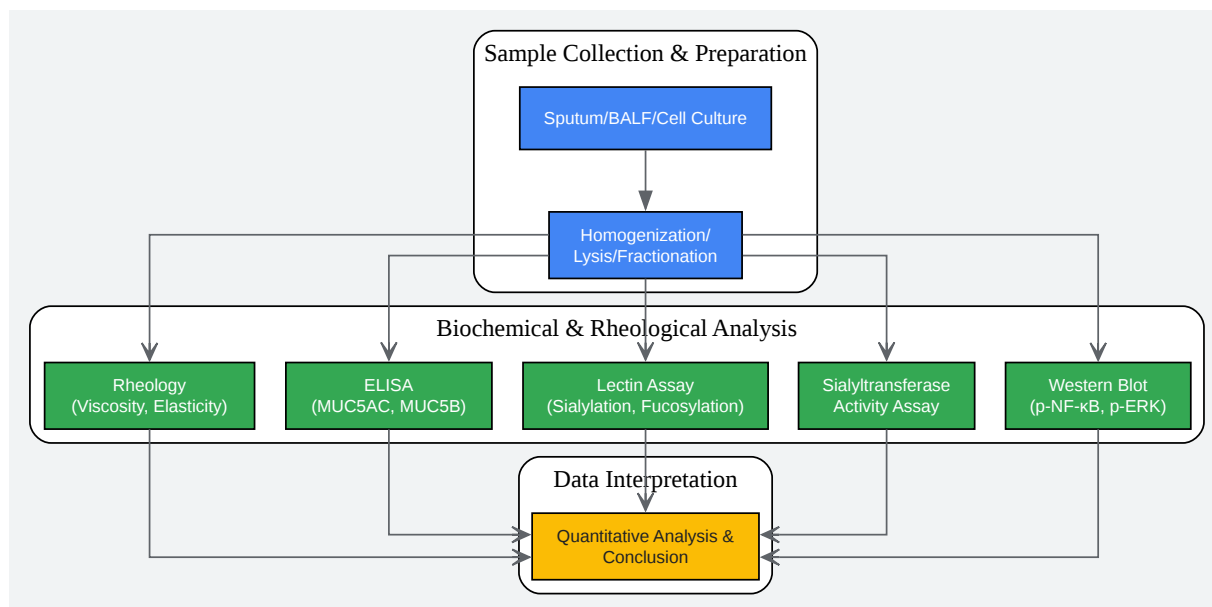 Sample Collection & Preparation
Sputum/BALF/Cell Culture
Homogenization/
Lysis/Fractionation
Biochemical & Rheological Analysis
Rheology
(Viscosity, Elasticity)
ELISA
(MUC5AC, MUC5B)
Lectin Assay
(Sialylation, Fucosylation)
Sialyltransferase
Activity Assay
Western Blot
(p-NF-κB, p-ERK)
Data Interpretation
Quantitative Analysis &
Conclusion